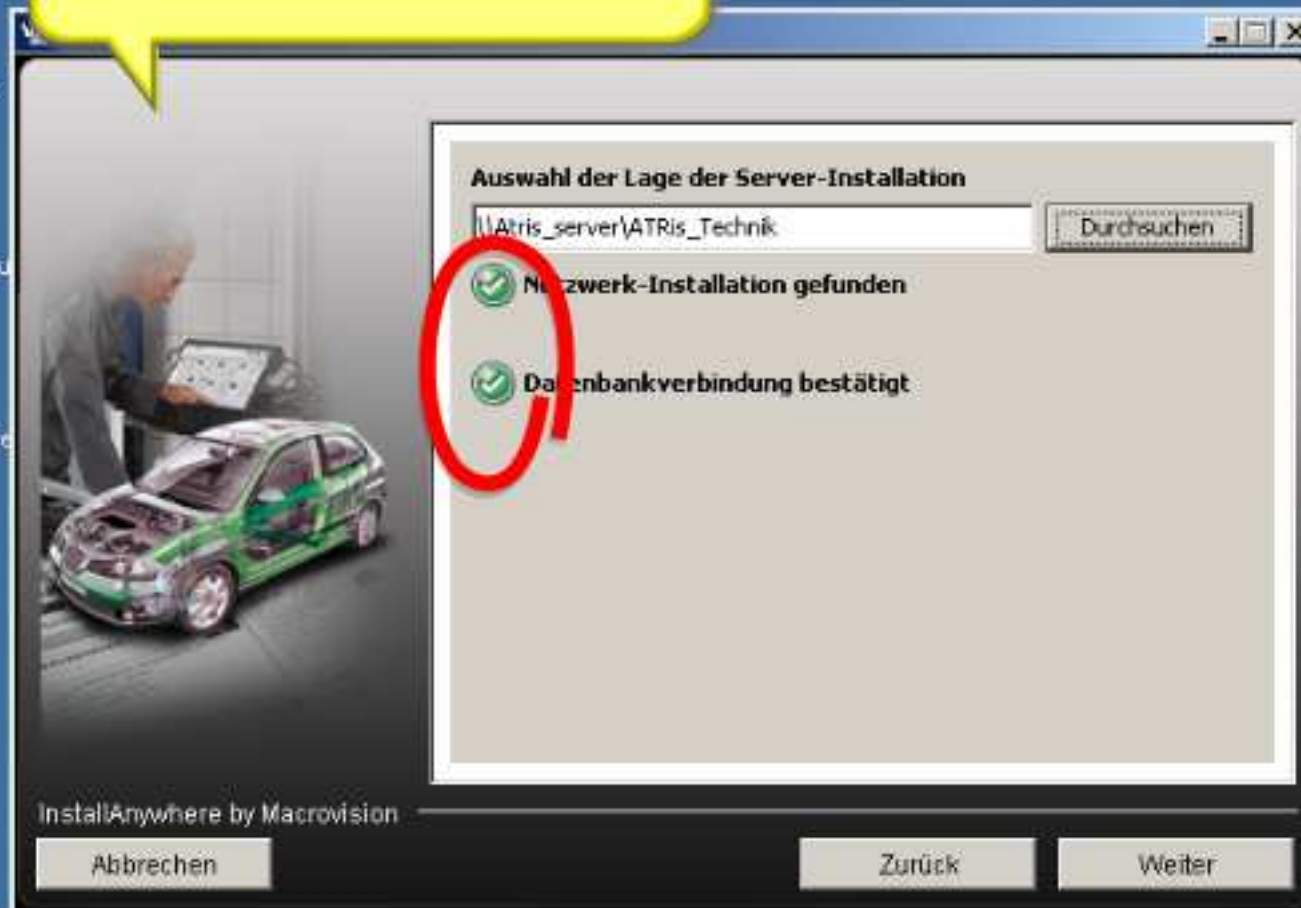 Auswahl der Lage der Server-Installation
\\Atris_server\ATRis_Technik
Durchsuchen
Netzwerk-Installation gefunden
Datenbankverbindung bestätigt
InstallAnywhere by Macrovision
Abbrechen
Zurück
Weiter